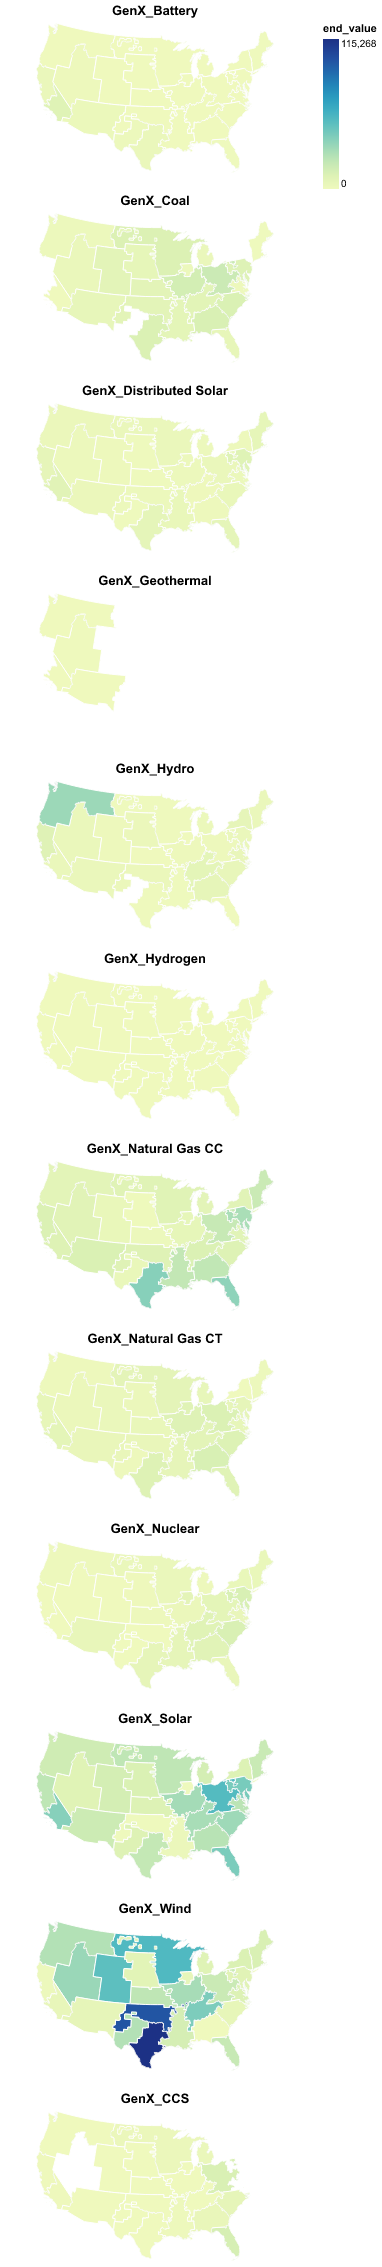 GenX_Battery
end_value
115,268
0
GenX_Coal
GenX_Distributed Solar
GenX_Geothermal
GenX_Hydro
GenX_Hydrogen
GenX_Natural Gas CC
GenX_Natural Gas CT
GenX_Nuclear
GenX_Solar
GenX_Wind
GenX_CCS